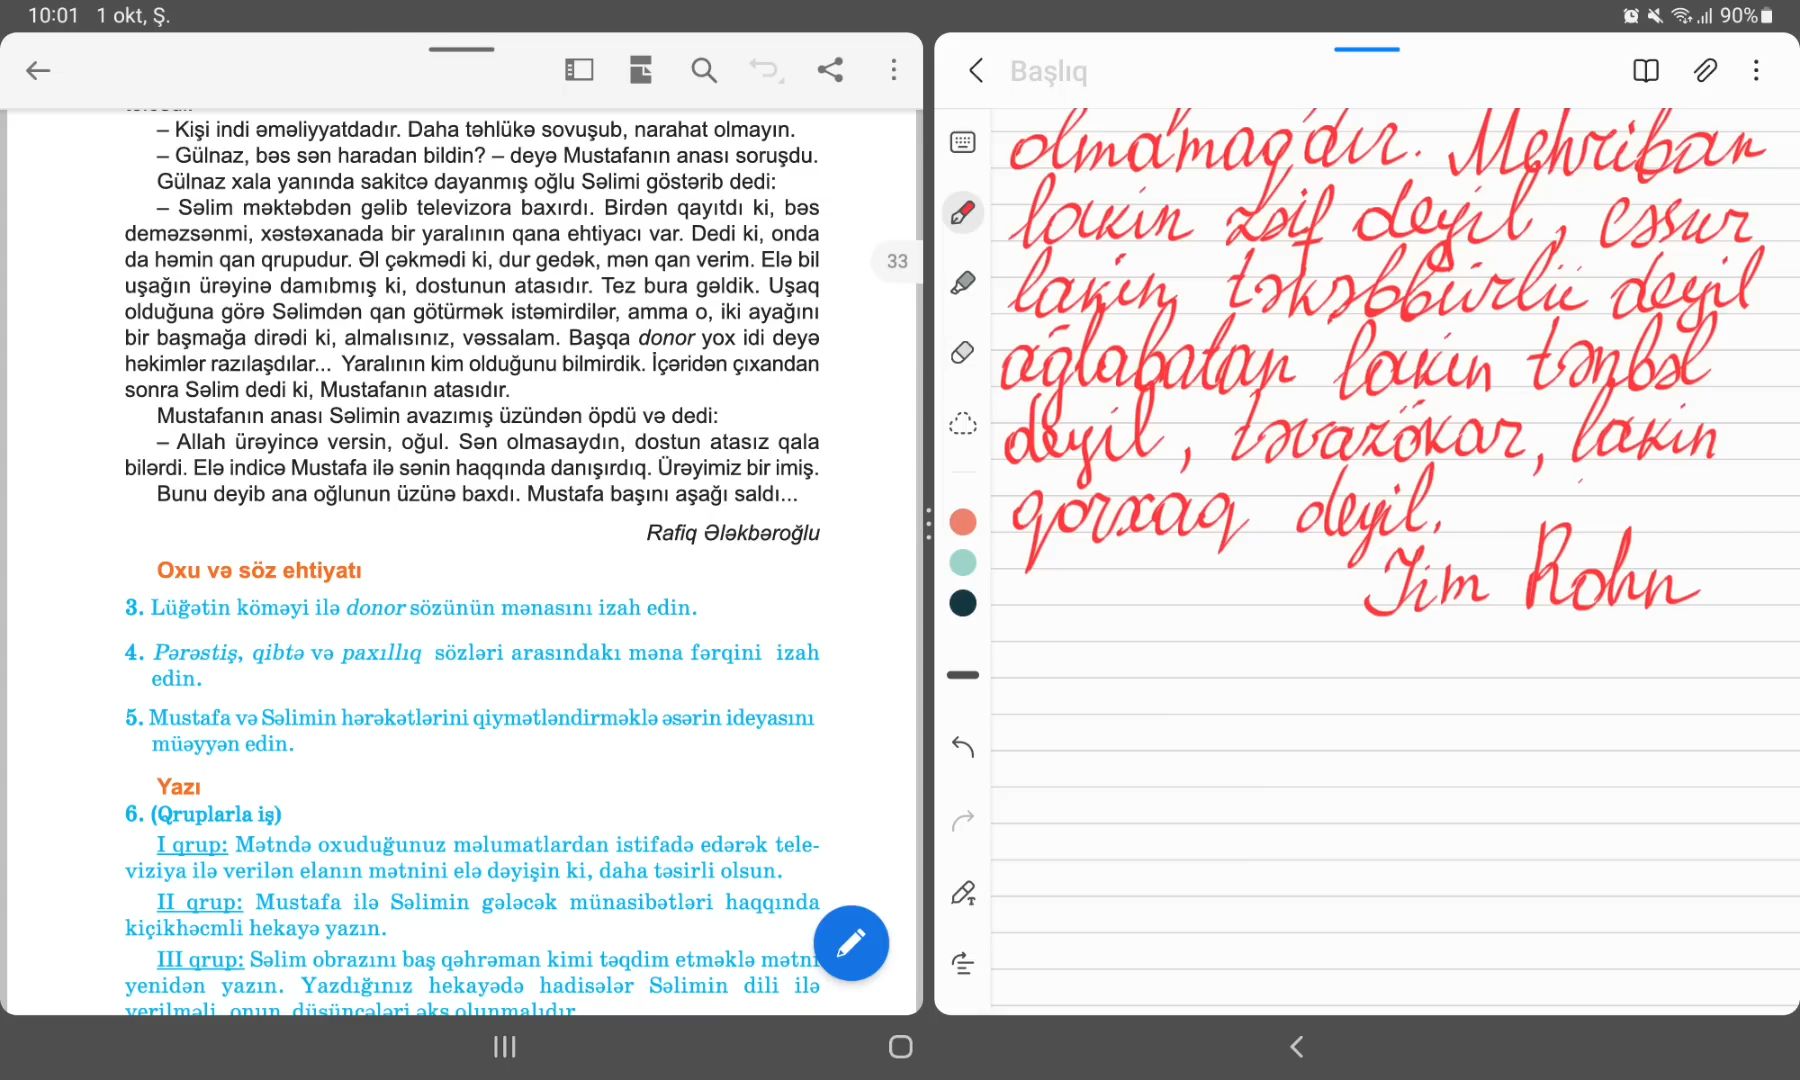 10:01 1 okt, Ş.
90%
– Kişi indi əməliyyatdadır. Daha təhlükə sovuşub, narahat olmayın.
– Gülnaz, bəs sən haradan bildin? – deyə Mustafanın anası soruşdu.
Gülnaz xala yanında sakitcə dayanmış oğlu Səlimi göstərib dedi:
– Səlim məktəbdən gəlib televizora baxırdı. Birdən qayıtdı ki, bəs
deməzsənmi, xəstəxanada bir yaralının qana ehtiyacı var. Dedi ki, onda
da həmin qan qrupudur. Əl çəkmədi ki, dur gedək, mən qan verim. Elə bil
uşağın ürəyinə damıbmış ki, dostunun atasıdır. Tez bura gəldik. Uşaq
olduğuna görə Səlimdən qan götürmək istəmirdilər, amma o, iki ayağını
bir başmağa dirədi ki, almalısınız, vəssalam. Başqa donor yox idi deyə
həkimlər razılaşdılar... Yaralının kim olduğunu bilmirdik. İçəridən çıxandan
sonra Səlim dedi ki, Mustafanın atasıdır.
Mustafanın anası Səlimin avazımış üzündən öpdü və dedi:
– Allah ürəyincə versin, oğul. Sən olmasaydın, dostun atasız qala
bilərdi. Elə indicə Mustafa ilə sənin haqqında danışırdıq. Ürəyimiz bir imiş.
Bunu deyib ana oğlunun üzünə baxdı. Mustafa başını aşağı saldı...
Rafiq Ələkbəroğlu
33
Oxu və söz ehtiyatı
3. Lüğətin köməyi ilə donor sözünün mənasını izah edin.
4. Pərəstiş, qibtə və paxıllıq sözləri arasındakı məna fərqini izah
edin.
5. Mustafa və Səlimin hərəkətlərini qiymətləndirməklə əsərin ideyasını
müəyyən edin.
Yazı
6. (Qruplarla iş)
I qrup: Mətndə oxuduğunuz məlumatlardan istifadə edərək tele-
viziya ilə verilən elanın mətnini elə dəyişin ki, daha təsirli olsun.
II qrup: Mustafa ilə Səlimin gələcək münasibətləri haqqında
kiçikhəcmli hekayə yazın.
III qrup: Səlim obrazını baş qəhrəman kimi təqdim etməklə mətni
yenidən yazın. Yazdığınız hekayədə hadisələr Səlimin dili ilə
verilməli, onun düşüncələri əks olunmalıdır
Başlıq
olmamaqdır. Mehriban
lakin zəif deyil, cəsur
lakin təkəbbürlü deyil
ağlabatan lakin tənbəl
deyil, təvazökar, lakin
qorxaq deyil.
Jim Rohn